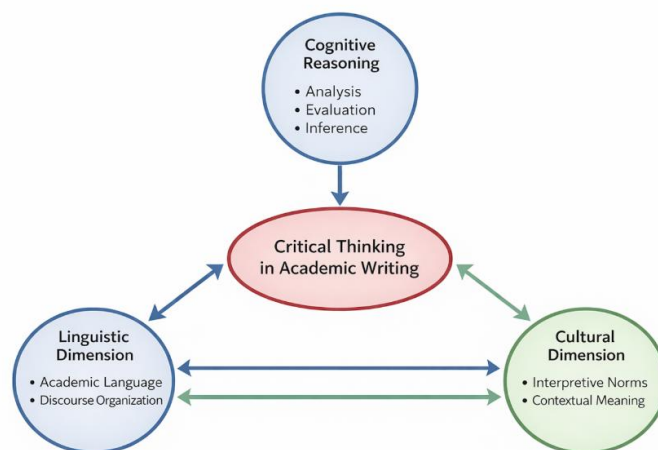 Cognitive
Reasoning
• Analysis
• Evaluation
• Inference
Critical Thinking
in Academic Writing
Linguistic
Dimension
• Academic Language
• Discourse Organization
Cultural
Dimension
• Interpretive Norms
• Contextual Meaning